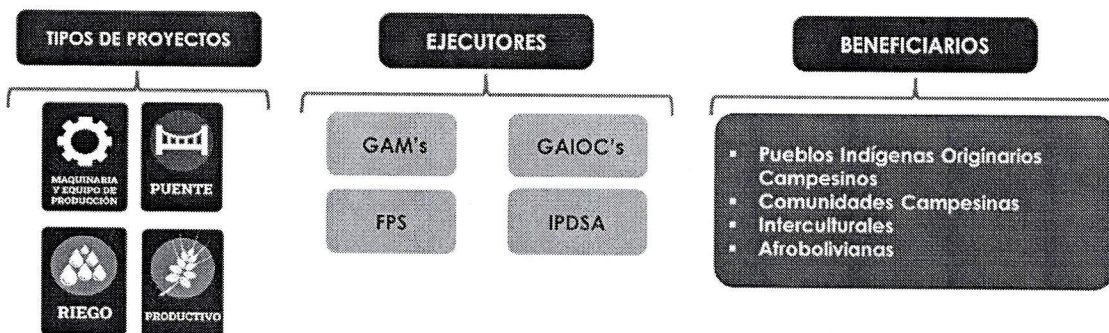 TIPOS DE PROYECTOS
MAQUINARIA
Y EQUIPO DE
PRODUCCIÓN
PUENTE
RIEGO
PRODUCTIVO
EJECUTORES
GAM's
GAIOC's
FPS
IPDSA
BENEFICIARIOS
▪ Pueblos Indígenas Originarios
Campesinos
▪ Comunidades Campesinas
▪ Interculturales
▪ Afrobolivianas